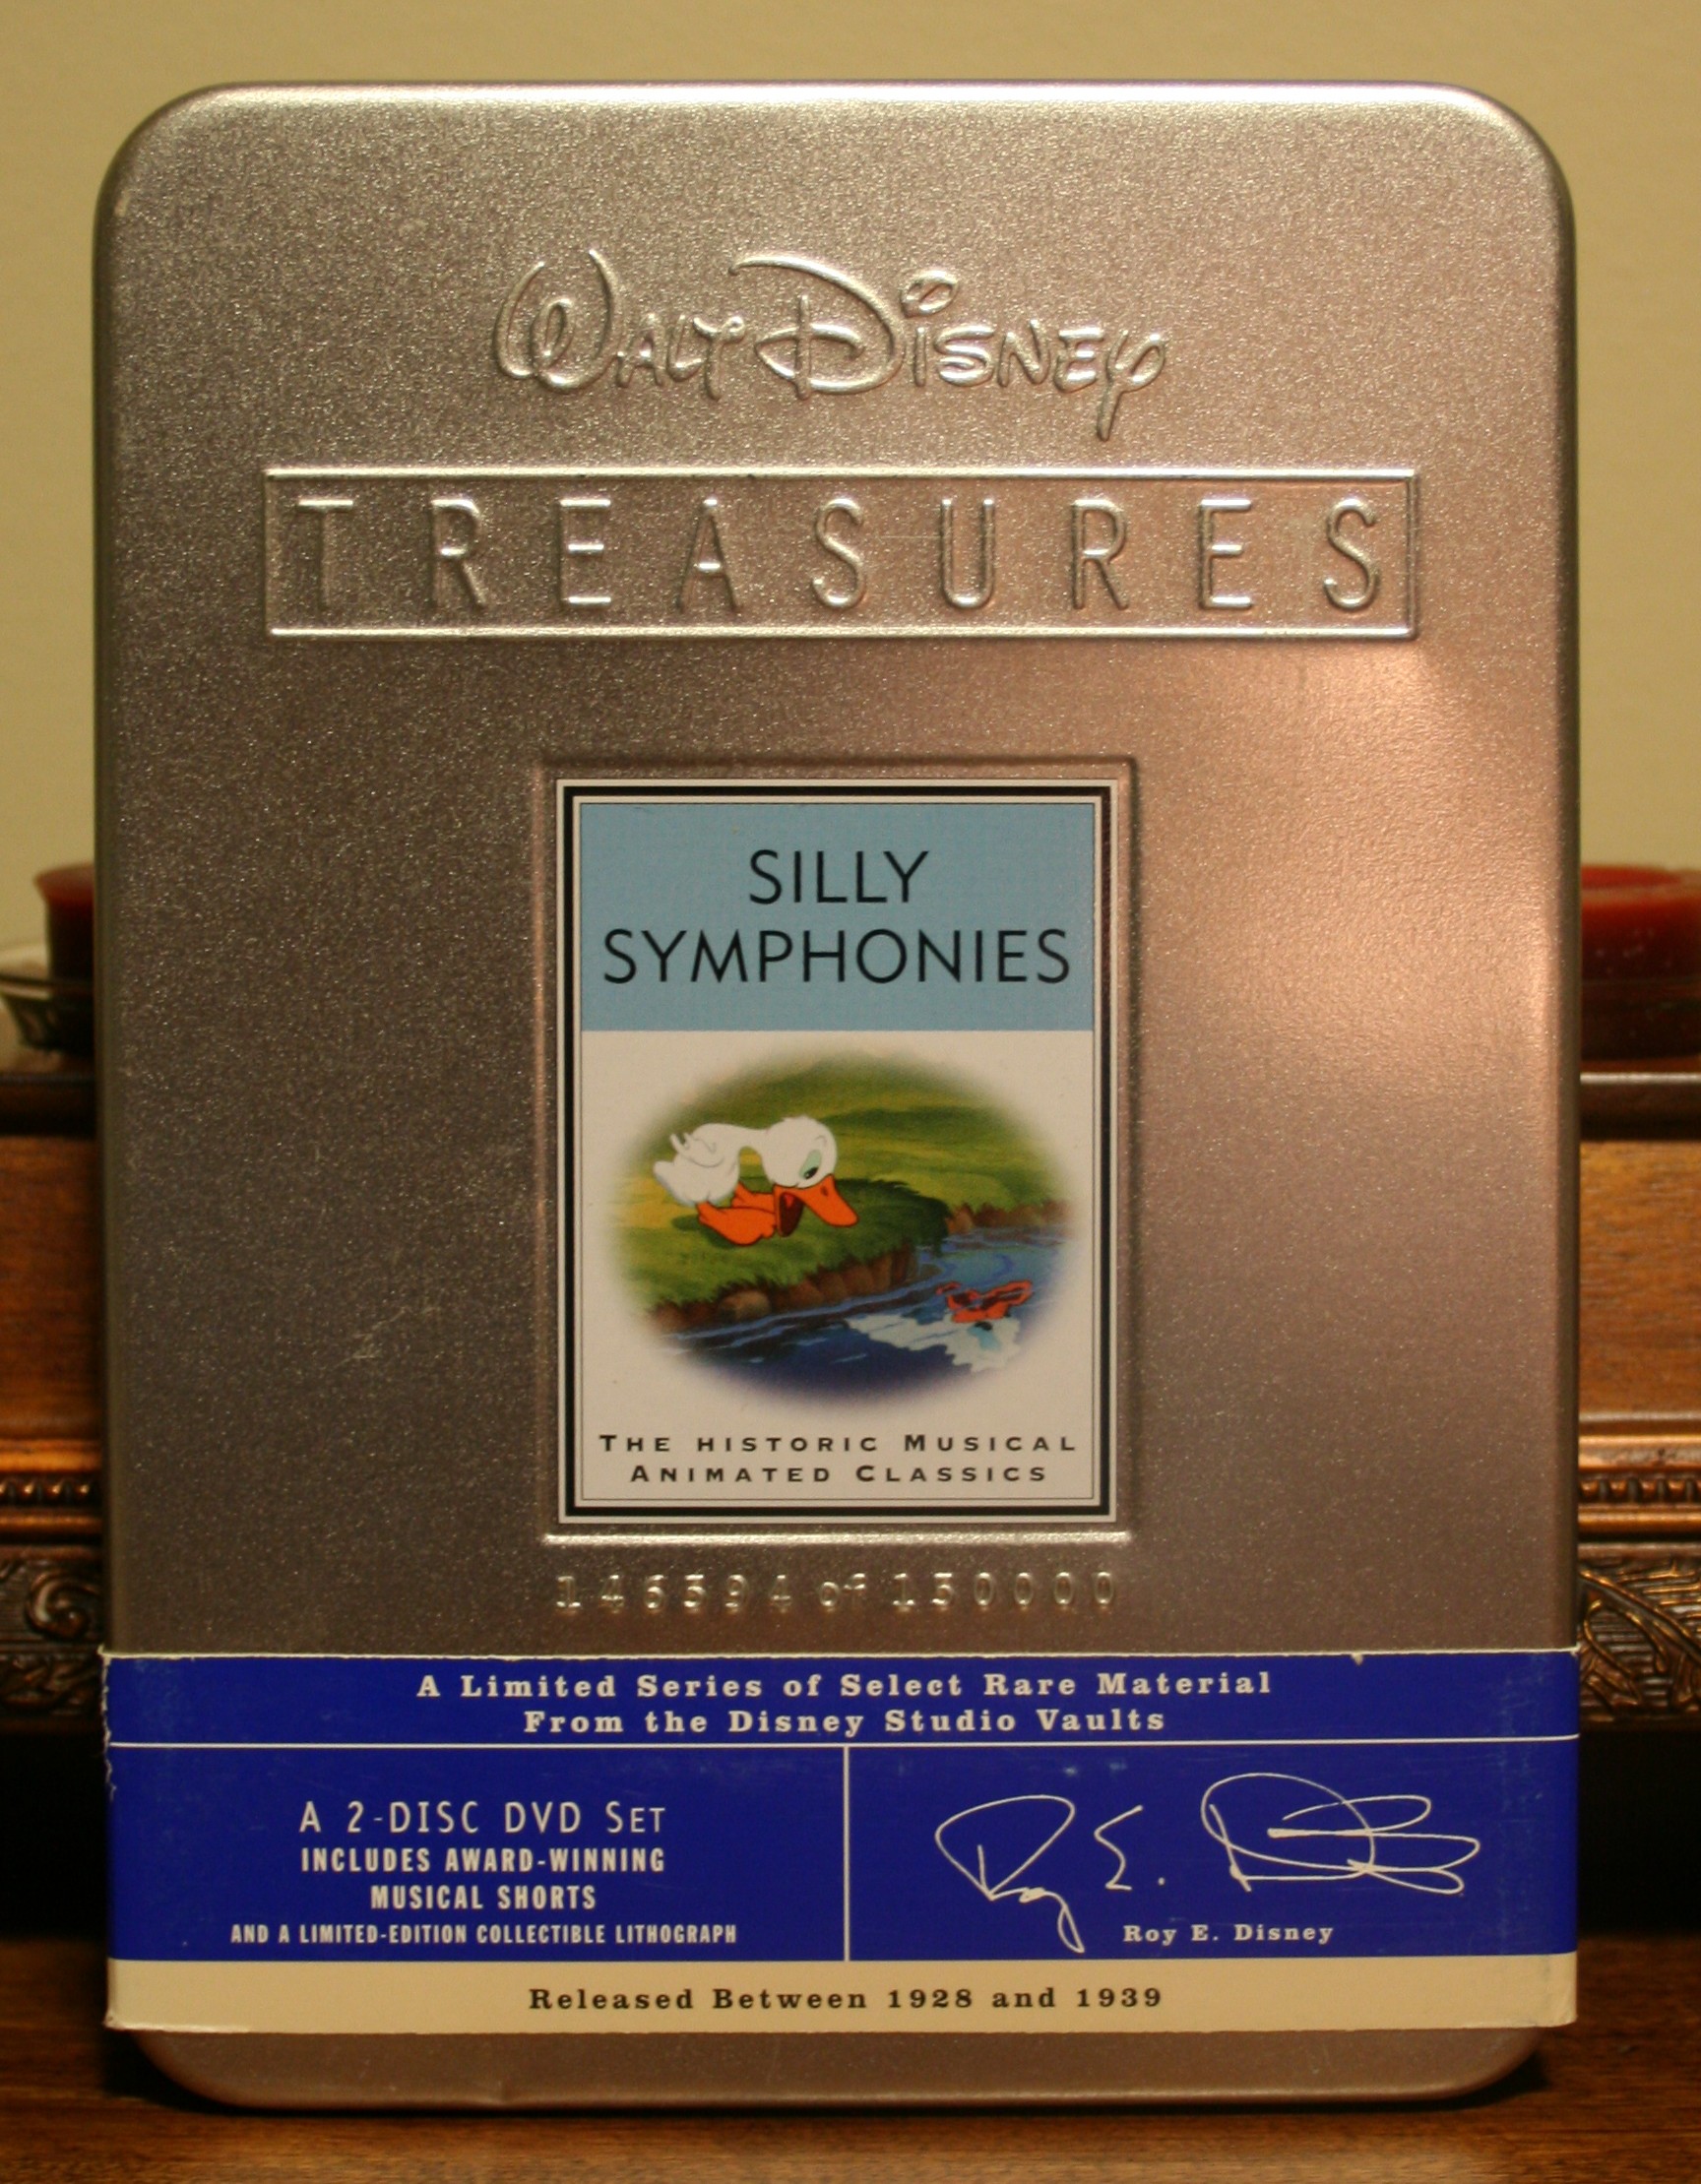 WALT DISNEY
TREASURES
SILLY
SYMPHONIES
THE HISTORIC MUSICAL
ANIMATED CLASSICS
of 150000
A Limited Series of Select Rare Material
From the Disney Studio Vaults
A 2-DISC DVD SET
INCLUDES AWARD-WINNING
MUSICAL SHORTS
AND A LIMITED-EDITION COLLECTIBLE LITHOGRAPH
Roy E. Disney
Roy E. Disney
Released Between 1928 and 1939